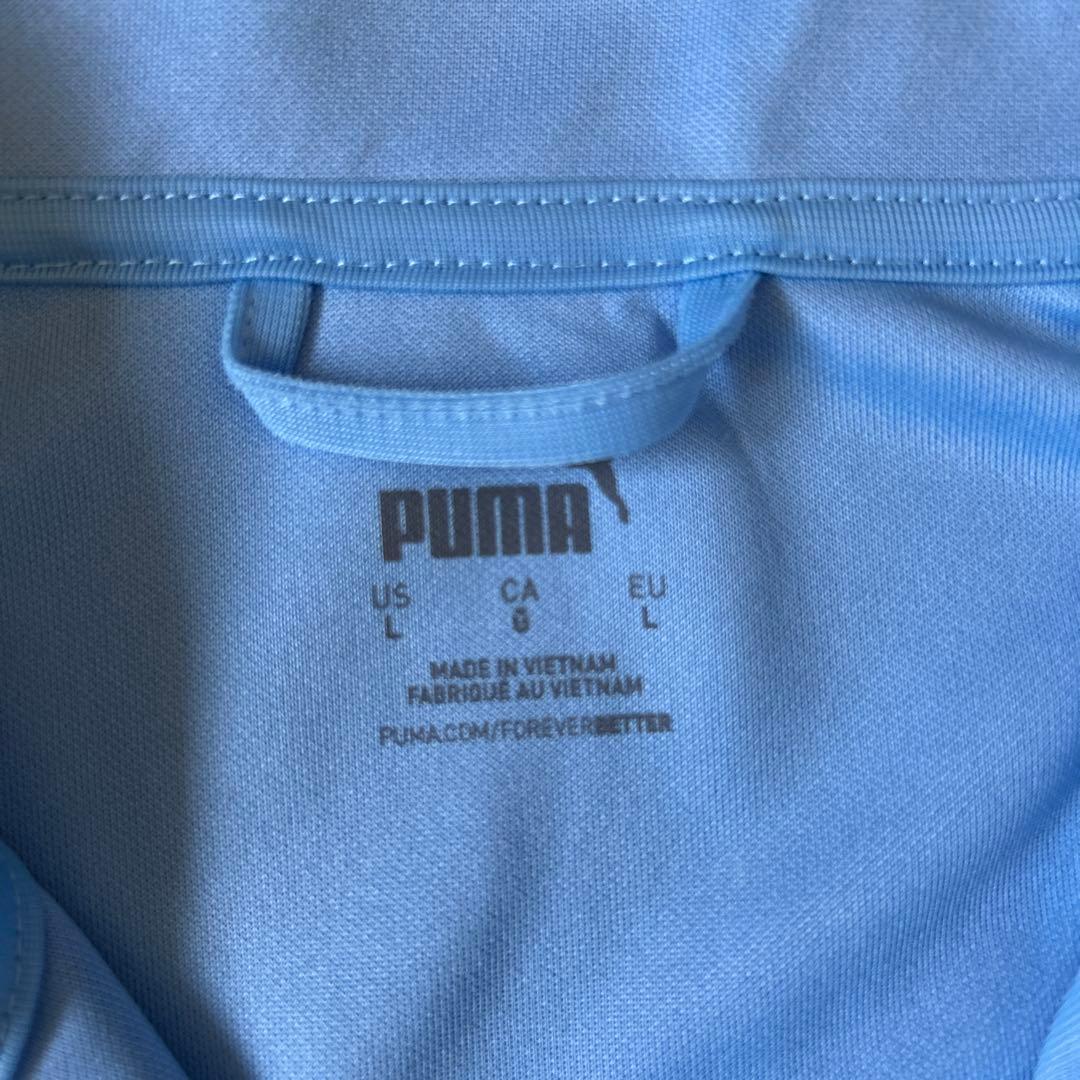 PUMA
US CA EU
L G L
MADE IN VIETNAM
FABRIQUÉ AU VIETNAM
PUMA.COM/FOREVERBETTER